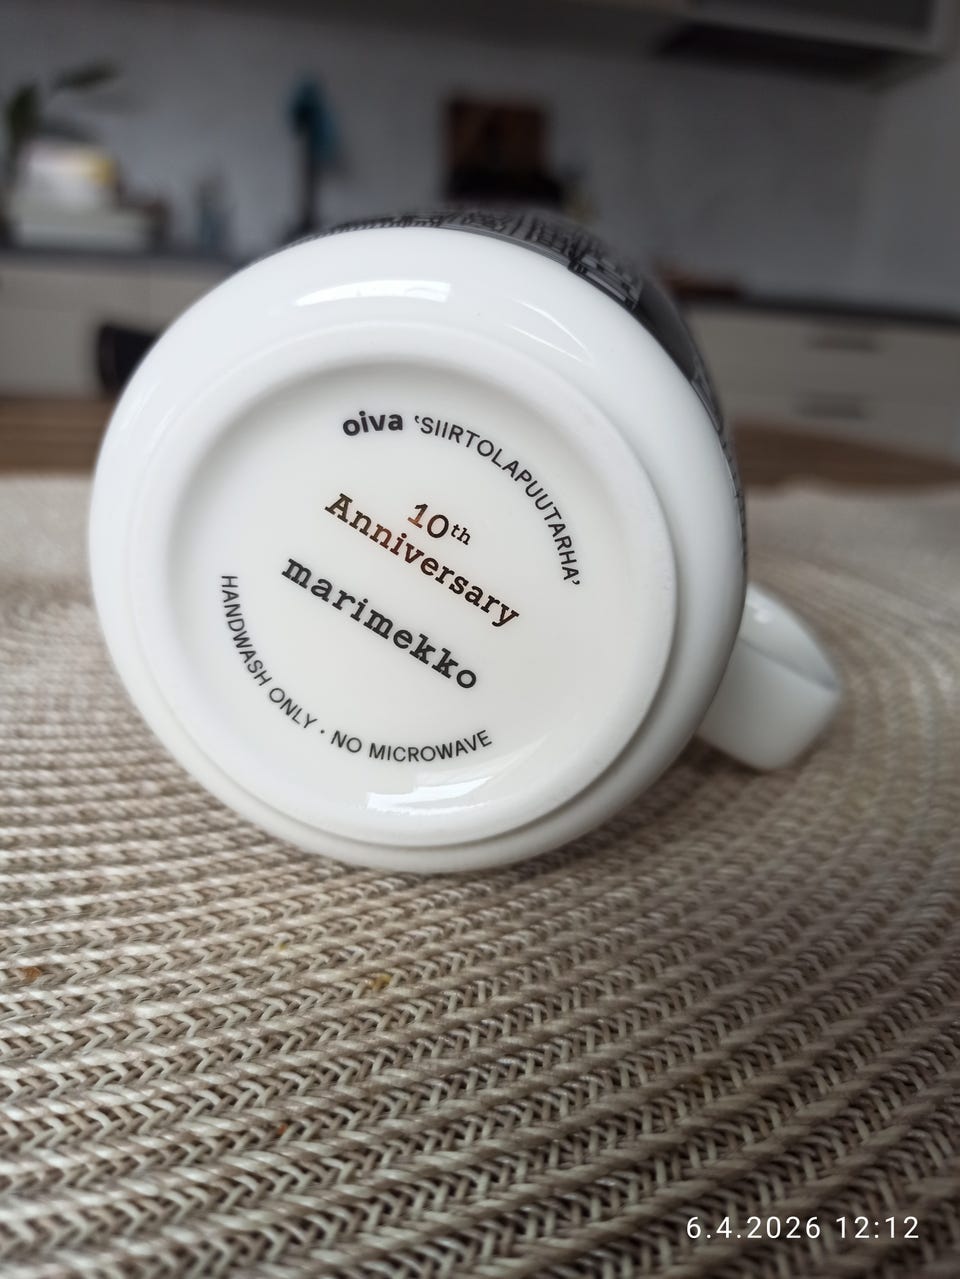 oiva ‘SIIRTOLAPUUTARHA’
10th
Anniversary
marimekko
HANDWASH ONLY · NO MICROWAVE
6.4.2026 12:12